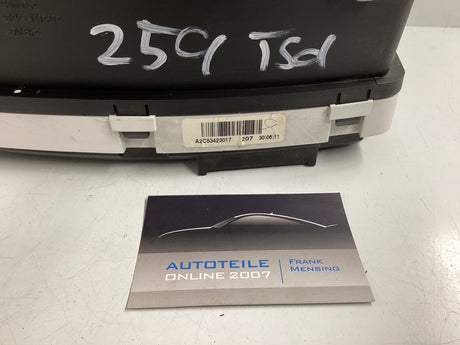 259 Tsd
A2C53423017 207 30.06.11
AUTOTEILE
ONLINE 2007
FRANK
MENSING